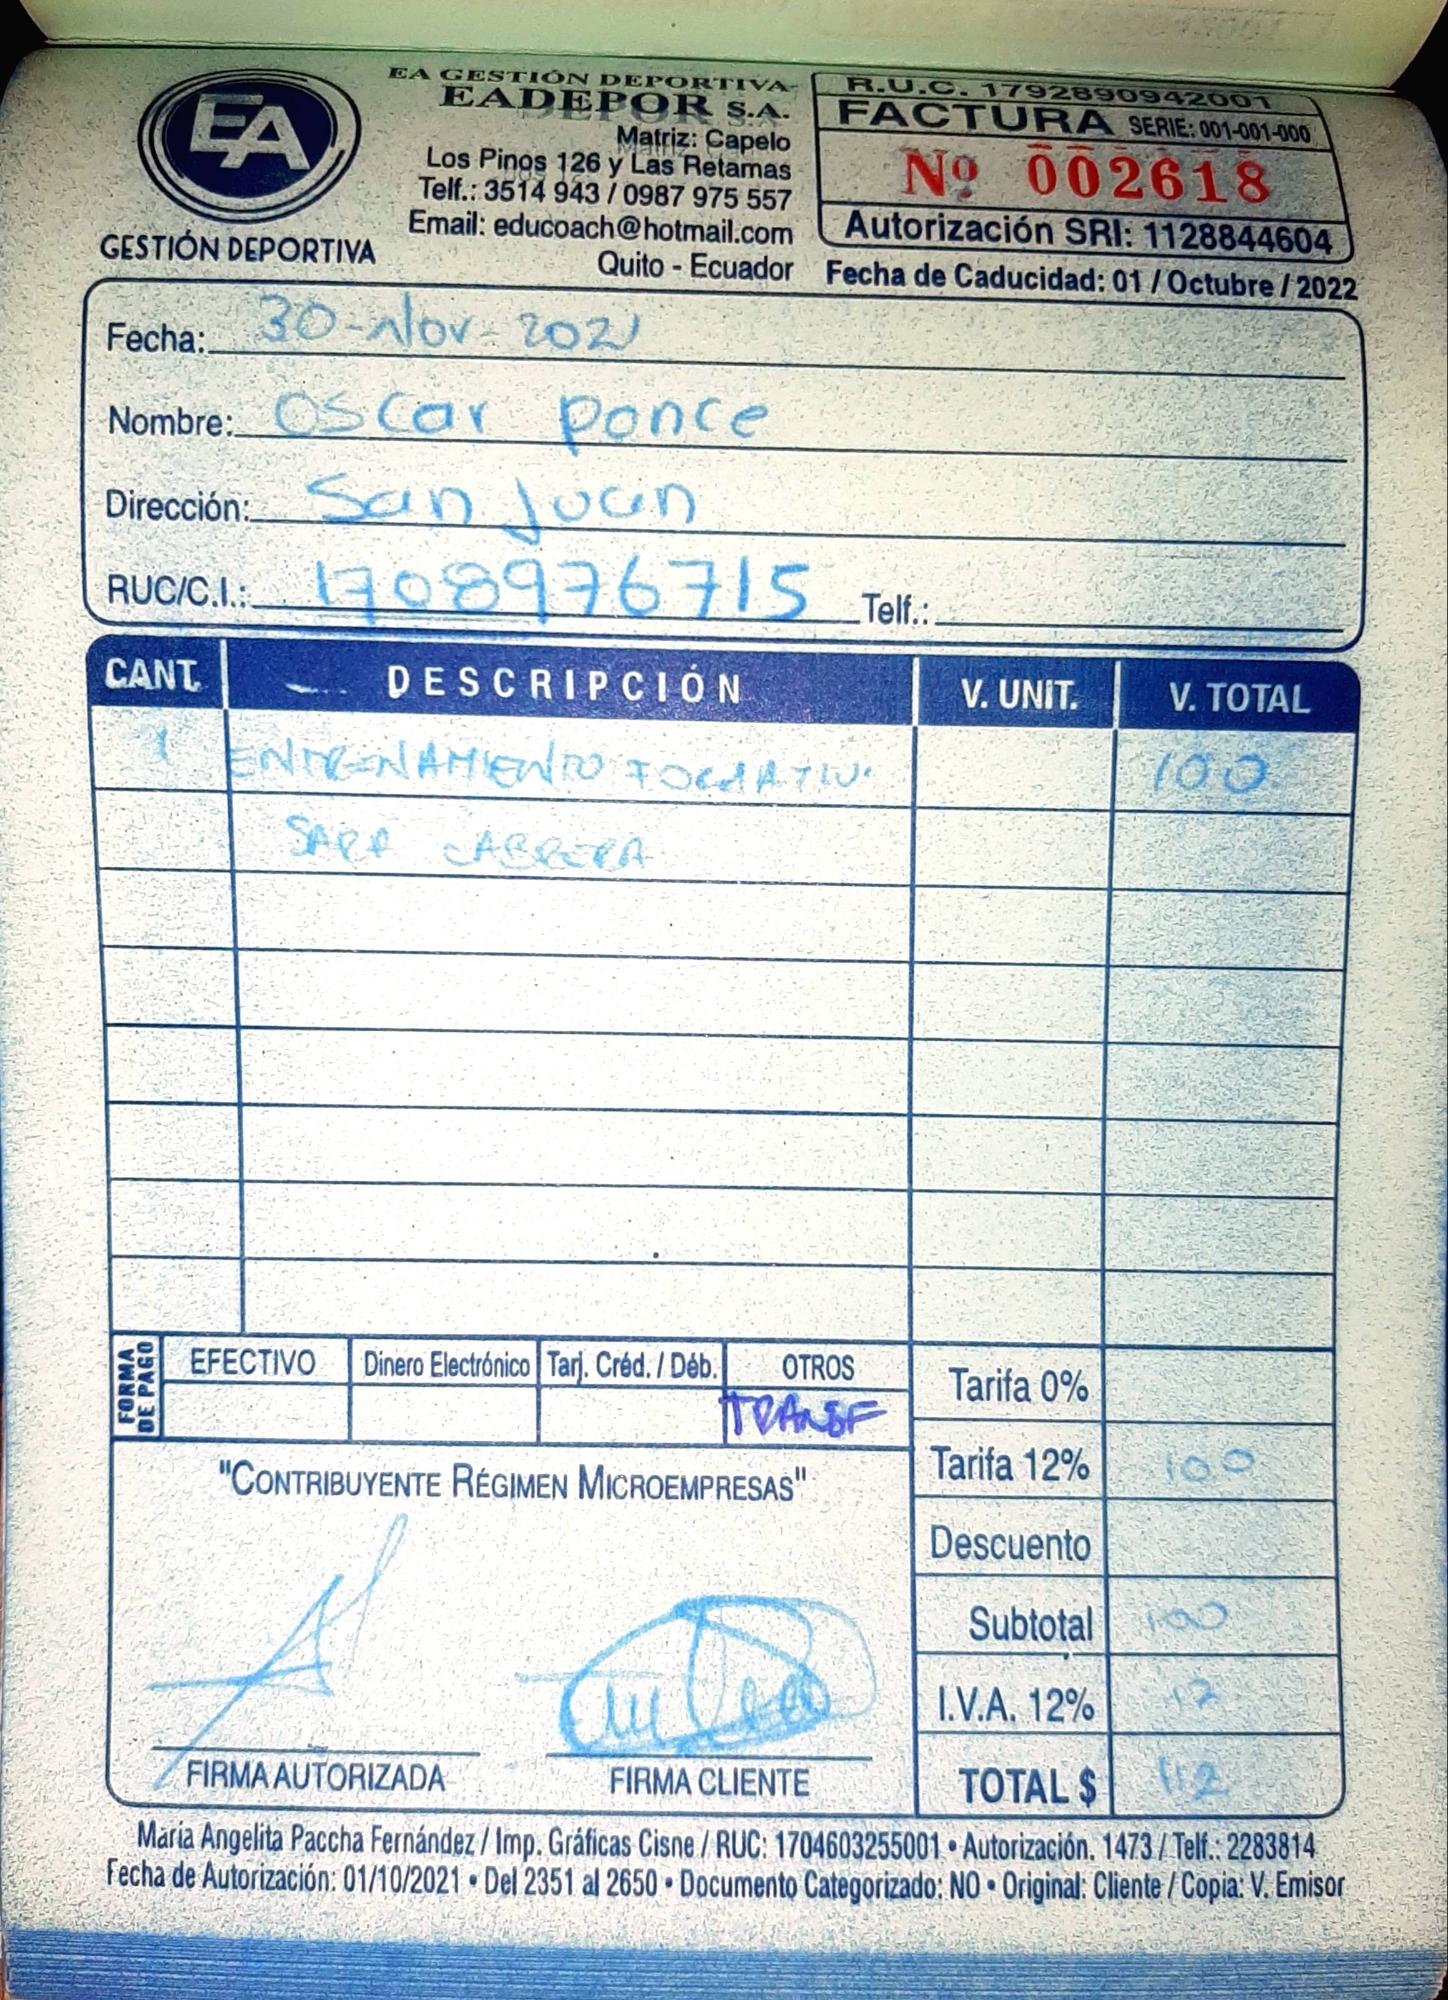 EA
GESTIÓN DEPORTIVA
EA GESTIÓN DEPORTIVA
EADEPOR S.A.
Matriz: Capelo
Los Pinos 126 y Las Retamas
Telf.: 3514 943 / 0987 975 557
Email: educoach@hotmail.com
Quito - Ecuador
R.U.C. 1792890942001
FACTURA SERIE: 001-001-000
Nº 002618
Autorización SRI: 1128844604
Fecha de Caducidad: 01 / Octubre / 2022
Fecha: 30-Nov-2021
Nombre: Oscar Ponce
Dirección: San Juan
RUC/C.I.: 1708976715 Telf.:
CANT. DESCRIPCIÓN V. UNIT. V. TOTAL
1 ENTRENAMIENTO FORMATIVO 100
SARA CABRERA
FORMA DE PAGO
EFECTIVO Dinero Electrónico Tarj. Créd. / Déb. OTROS
TRANSF
Tarifa 0%
Tarifa 12% 100
Descuento
Subtotal 100
I.V.A. 12% 12
TOTAL $ 112
"CONTRIBUYENTE RÉGIMEN MICROEMPRESAS"
FIRMA AUTORIZADA FIRMA CLIENTE
María Angelita Paccha Fernández / Imp. Gráficas Cisne / RUC: 1704603255001 • Autorización. 1473 / Telf.: 2283814
Fecha de Autorización: 01/10/2021 • Del 2351 al 2650 • Documento Categorizado: NO • Original: Cliente / Copia: V. Emisor